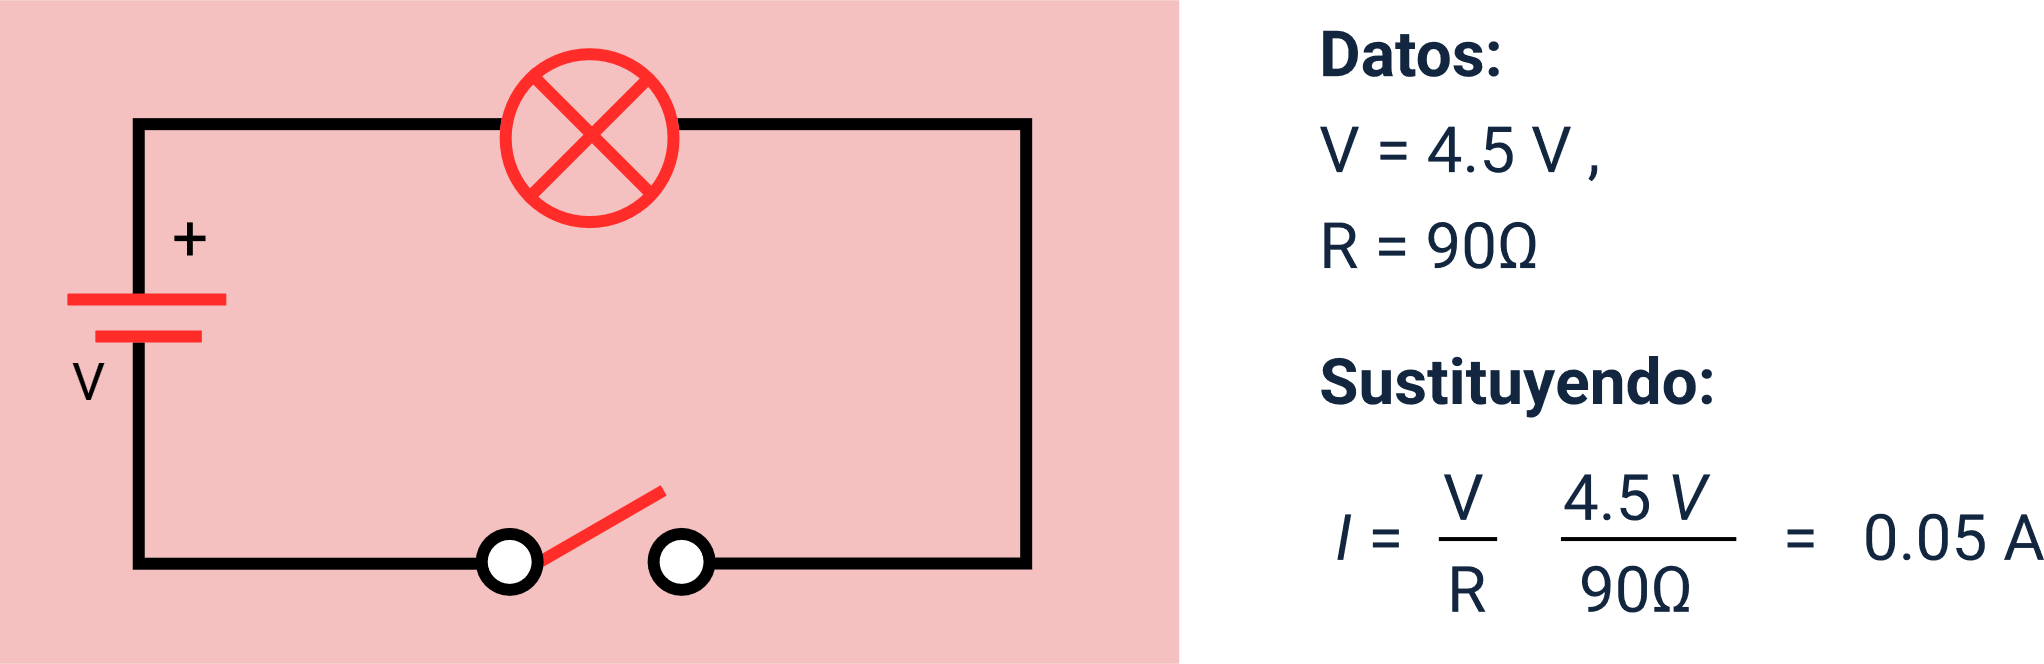 +
V
Datos:
V = 4.5 V ,
R = 90Ω
Sustituyendo:
I = V/R 4.5 V/90Ω = 0.05 A